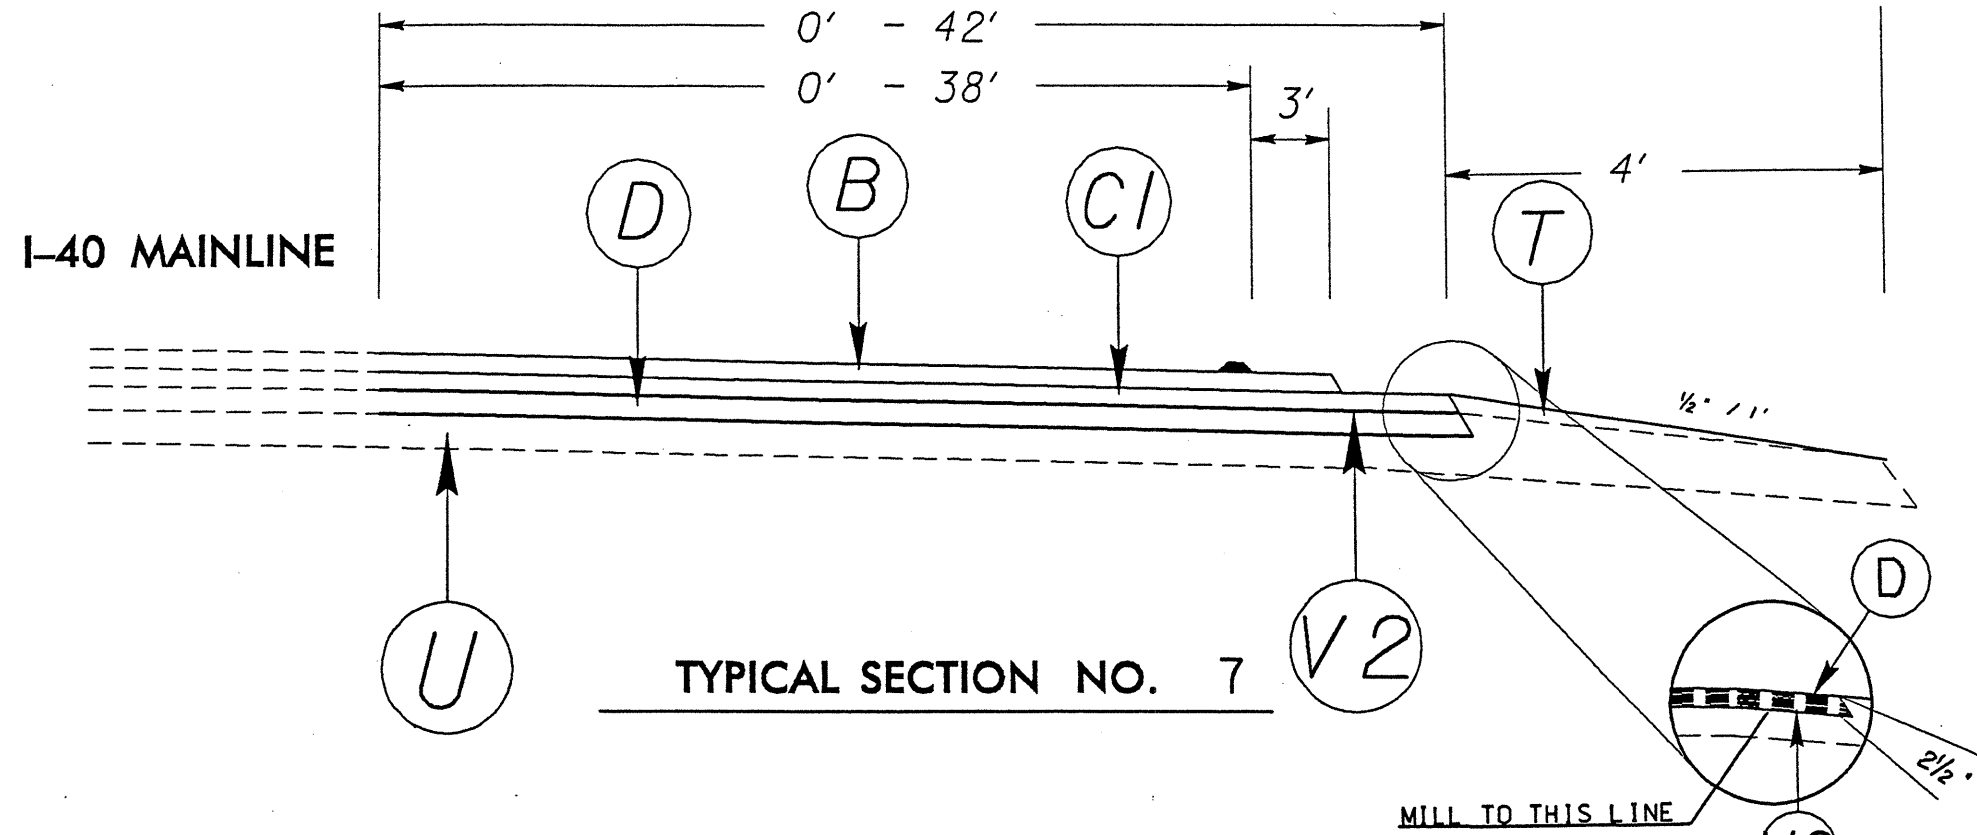 0' - 42'
0' - 38'
3'
4'
B
C1
D
T
I-40 MAINLINE
½" / 1'
D
U
V2
TYPICAL SECTION NO. 7
2½"
MILL TO THIS LINE